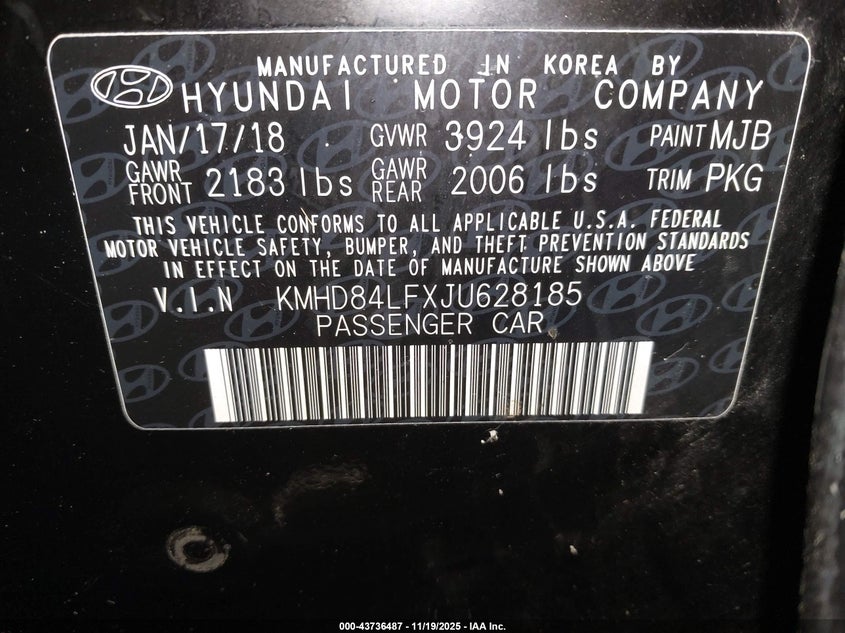 MANUFACTURED IN KOREA BY
HYUNDAI MOTOR COMPANY
JAN/17/18 GVWR 3924 lbs PAINT MJB
GAWR FRONT 2183 lbs GAWR REAR 2006 lbs TRIM PKG
THIS VEHICLE CONFORMS TO ALL APPLICABLE U.S.A. FEDERAL
MOTOR VEHICLE SAFETY, BUMPER, AND THEFT PREVENTION STANDARDS
IN EFFECT ON THE DATE OF MANUFACTURE SHOWN ABOVE
V.I.N KMHD84LFXJU628185
PASSENGER CAR
000-43736487 - 11/19/2025 - IAA Inc.